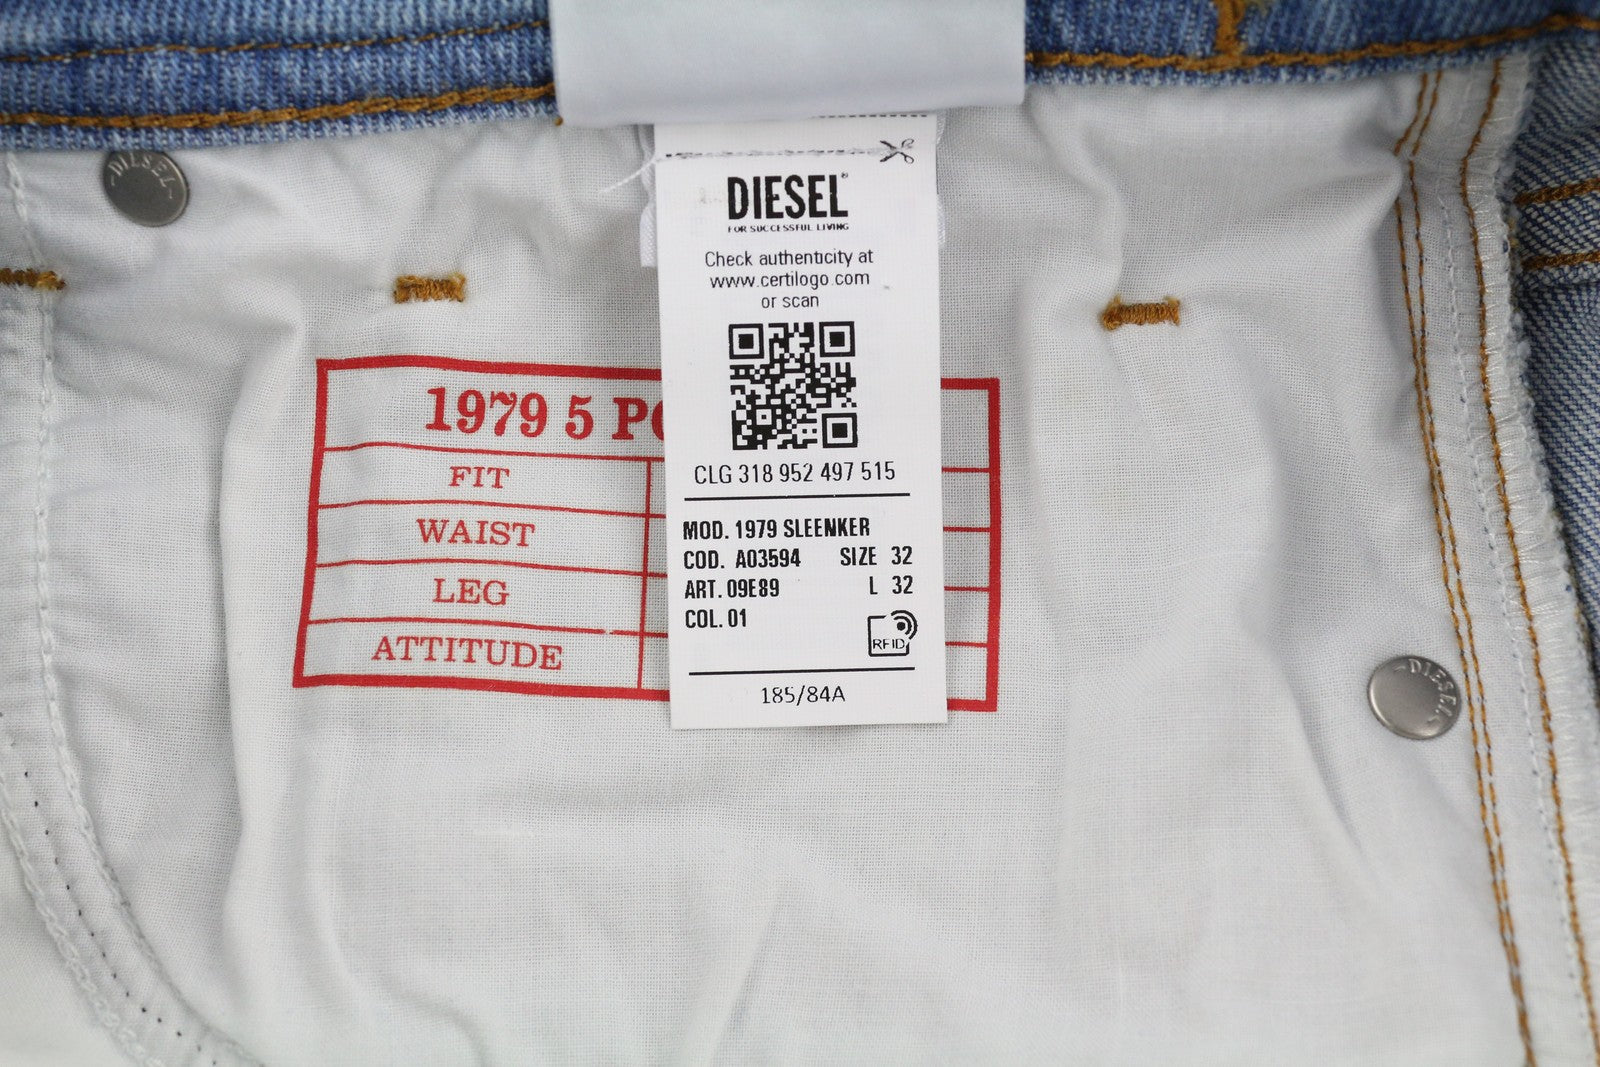 DIESEL
DIESEL®
FOR SUCCESSFUL LIVING
Check authenticity at
www.certilogo.com
or scan
CLG 318 952 497 515
MOD. 1979 SLEENKER
COD. A03594 SIZE 32
ART. 09E89 L 32
COL. 01
RFID
185/84A
1979 5 PO
FIT
WAIST
LEG
ATTITUDE
DIESEL